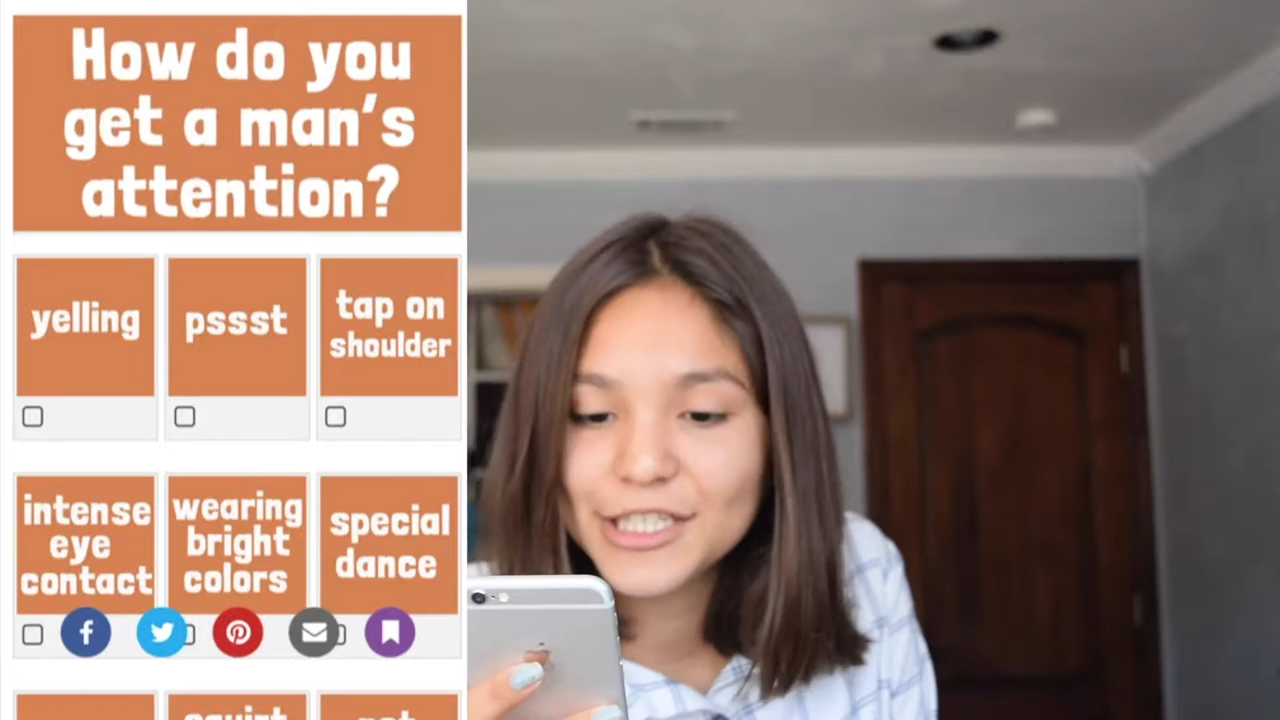 How do you
get a man's
attention?
yelling
pssst
tap on
shoulder
intense
eye
contact
wearing
bright
colors
special
dance
squirt